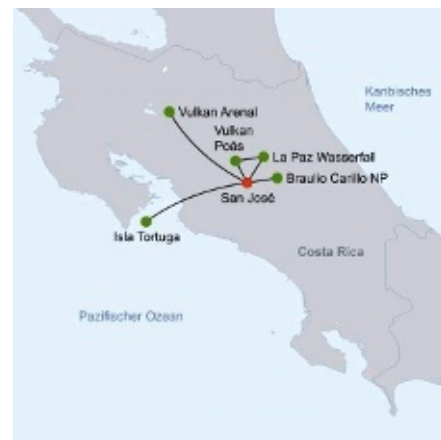 Karibisches
Meer
Vulkan Arenal
Vulkan
Poás
La Paz Wasserfall
Braulio Carillo NP
San José
Isla Tortuga
Costa Rica
Pazifischer Ozean